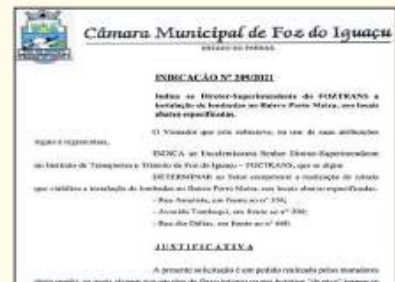 Câmara Municipal de Foz do Iguaçu
ESTADO DO PARANÁ
INDICAÇÃO Nº 249/2021
Indica ao Diretor-Superintendente do FOZTRANS a
instalação de lombadas no Bairro Porto Meira, nos locais
abaixo especificados.
O Vereador que este subscreve, no uso de suas atribuições
legais e regimentais,
INDICA ao Excelentíssimo Senhor Diretor-Superintendente
do Instituto de Transportes e Trânsito de Foz do Iguaçu – FOZTRANS, que se digne
DETERMINAR ao Setor competente a realização de estudo
que viabilize a instalação de lombadas no Bairro Porto Meira, nos locais abaixo especificados:
- Rua em frente ao nº
- Avenida em frente ao nº
- Rua das Dálias, em frente ao nº
JUSTIFICATIVA
A presente solicitação é um pedido realizado pelos moradores